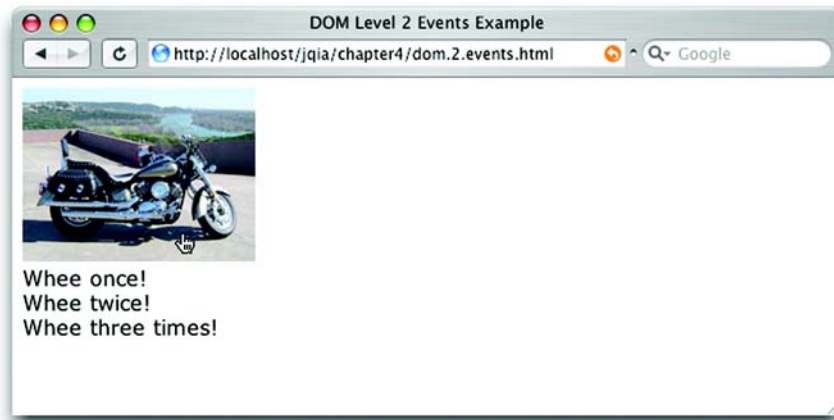 DOM Level 2 Events Example
http://localhost/jqia/chapter4/dom.2.events.html
Google
Whee once!
Whee twice!
Whee three times!